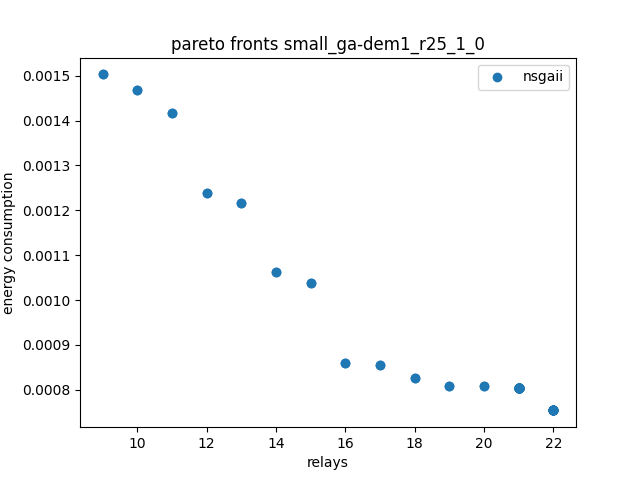 pareto fronts small_ga-dem1_r25_1_0
nsgaii
energy consumption
0.0015
0.0014
0.0013
0.0012
0.0011
0.0010
0.0009
0.0008
10 12 14 16 18 20 22
relays